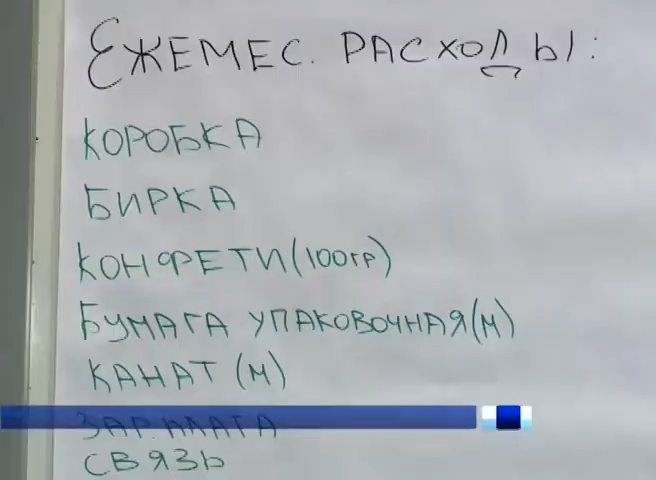 ЕЖЕМЕС. РАСХОДЫ:
КОРОБКА
БИРКА
КОНФЕТИ (100ГР)
БУМАГА УПАКОВОЧНАЯ (М)
КАНАТ (М)
ЗАРПЛАТА
СВЯЗЬ